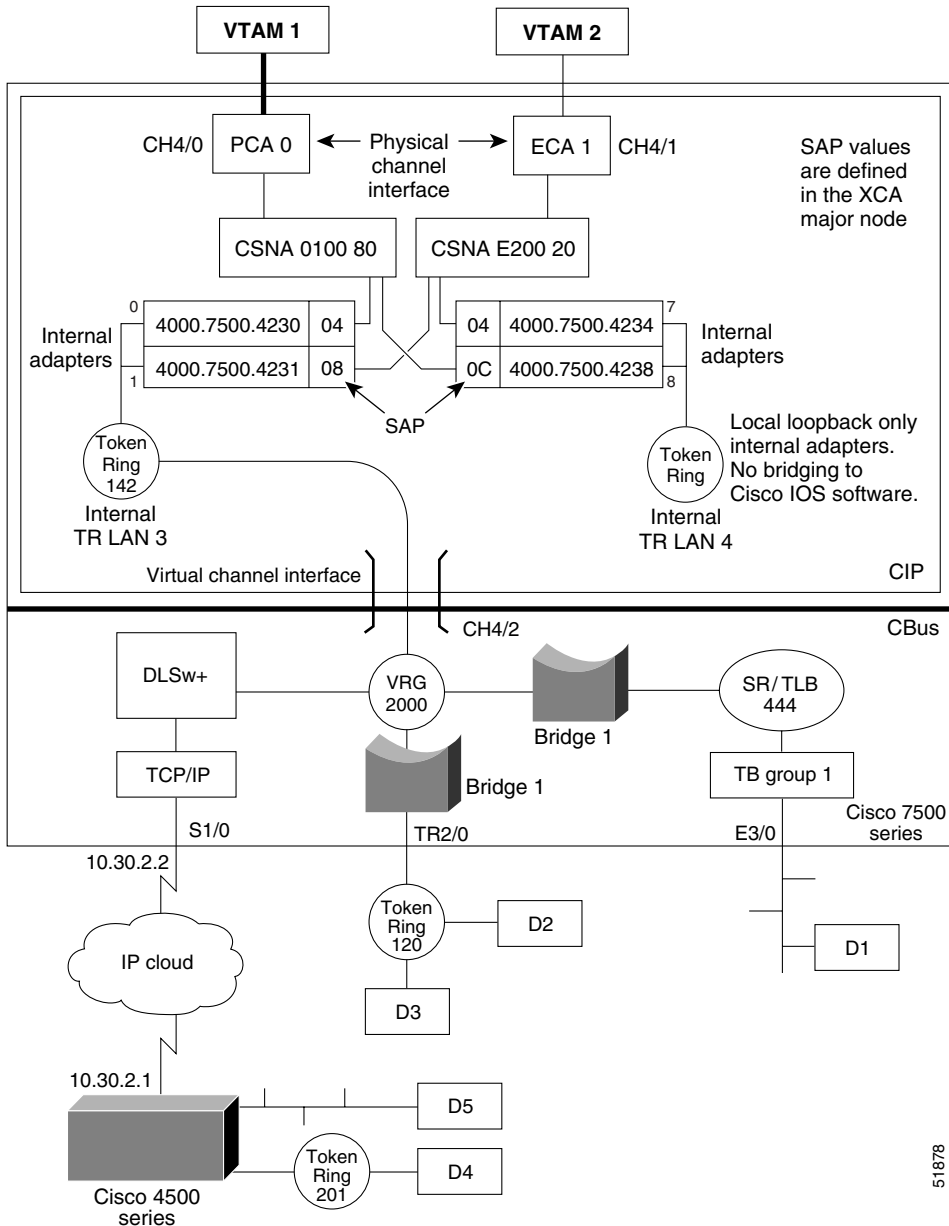 VTAM 1
VTAM 2
CH4/0
PCA 0
Physical
channel
interface
ECA 1
CH4/1
SAP values
are defined
in the XCA
major node
CSNA 0100 80
CSNA E200 20
Internal
adapters
0
4000.7500.4230
04
1
4000.7500.4231
08
04
4000.7500.4234
7
0C
4000.7500.4238
8
Internal
adapters
SAP
Token
Ring
142
Internal
TR LAN 3
Token
Ring
Internal
TR LAN 4
Local loopback only
internal adapters.
No bridging to
Cisco IOS software.
Virtual channel interface
CIP
CH4/2
CBus
DLSw+
VRG
2000
Bridge 1
SR/TLB
444
TCP/IP
Bridge 1
TB group 1
S1/0
TR2/0
E3/0
Cisco 7500
series
10.30.2.2
IP cloud
Token
Ring
120
D2
D1
D3
10.30.2.1
D5
Token
Ring
201
D4
Cisco 4500
series
51878